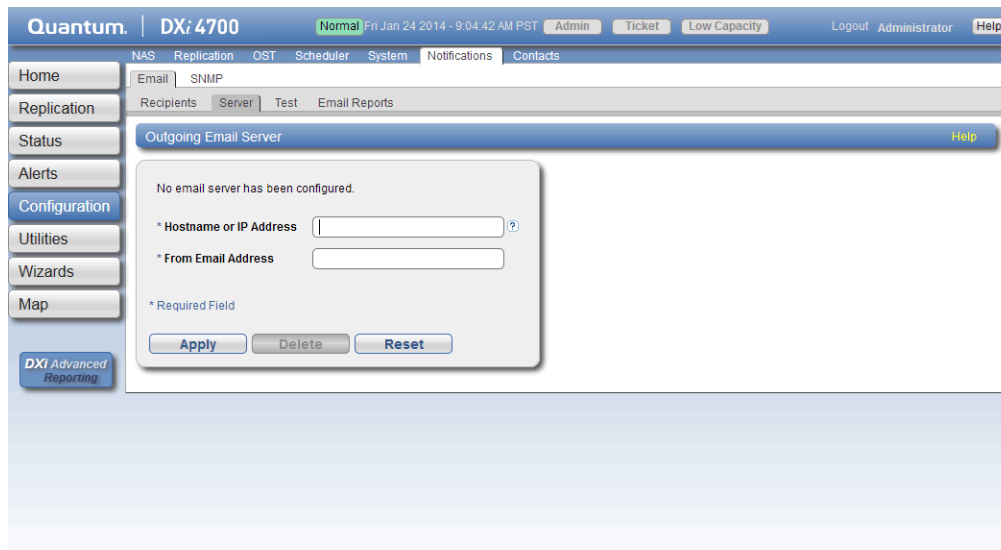 Quantum. | DXi 4700 Normal Fri Jan 24 2014 - 9:04:42 AM PST Admin Ticket Low Capacity Logout Administrator Help
NAS Replication OST Scheduler System Notifications Contacts
Email SNMP
Recipients Server Test Email Reports
Home
Replication
Status
Alerts
Configuration
Utilities
Wizards
Map
DXi Advanced
Reporting
Outgoing Email Server Help
No email server has been configured.
* Hostname or IP Address ?
* From Email Address
* Required Field
Apply Delete Reset